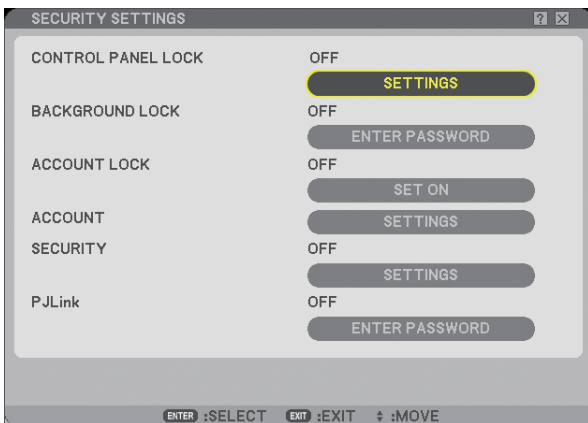 SECURITY SETTINGS ? X
CONTROL PANEL LOCK OFF
SETTINGS
BACKGROUND LOCK OFF
ENTER PASSWORD
ACCOUNT LOCK OFF
SET ON
ACCOUNT SETTINGS
SECURITY OFF
SETTINGS
PJLink OFF
ENTER PASSWORD
ENTER :SELECT EXIT :EXIT :MOVE